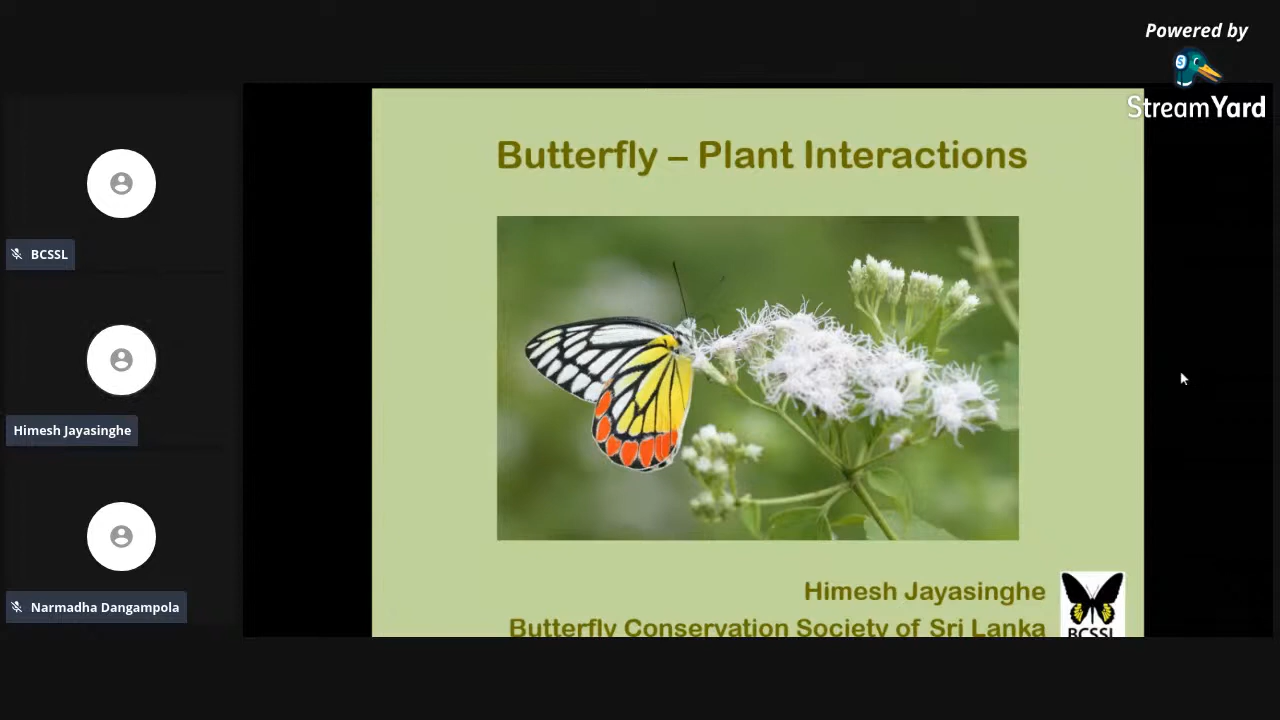 Powered by
StreamYard
Butterfly – Plant Interactions
BCSSL
Himesh Jayasinghe
Narmadha Dangampola
Himesh Jayasinghe
Butterfly Conservation Society of Sri Lanka
BCSSL